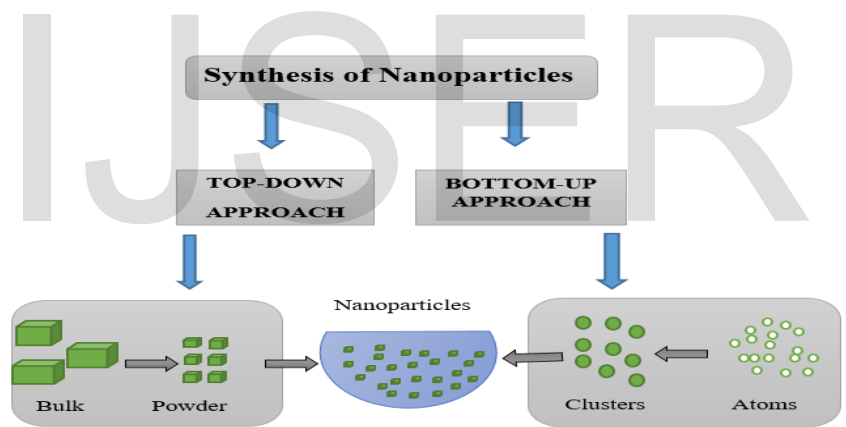 IJSER
Synthesis of Nanoparticles
TOP-DOWN
APPROACH
BOTTOM-UP
APPROACH
Nanoparticles
Bulk
Powder
Clusters
Atoms